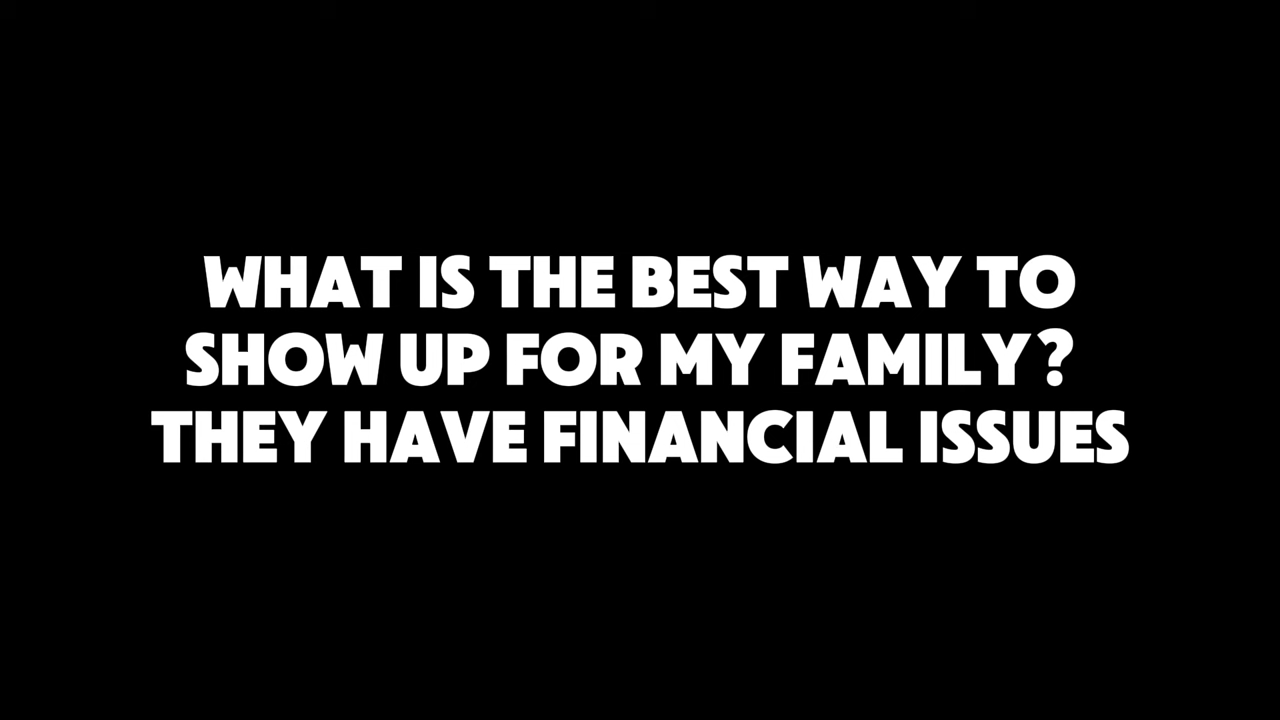 WHAT IS THE BEST WAY TO
SHOW UP FOR MY FAMILY?
THEY HAVE FINANCIAL ISSUES